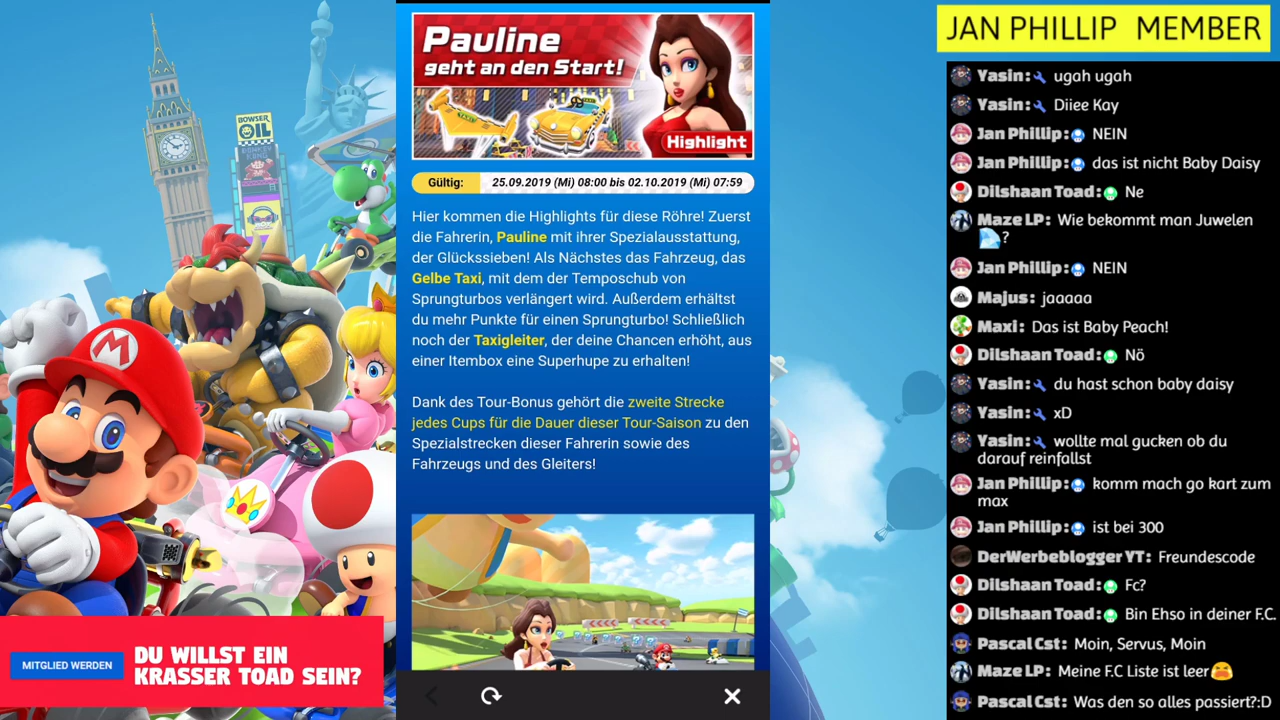 BOWSER
OIL
M
MITGLIED WERDEN
DU WILLST EIN
KRASSER TOAD SEIN?
Pauline
geht an den Start!
TAXI
Highlight
Gültig:
25.09.2019 (Mi) 08:00 bis 02.10.2019 (Mi) 07:59
Hier kommen die Highlights für diese Röhre! Zuerst
die Fahrerin, Pauline mit ihrer Spezialausstattung,
der Glückssieben! Als Nächstes das Fahrzeug, das
Gelbe Taxi, mit dem der Temposchub von
Sprungturbos verlängert wird. Außerdem erhältst
du mehr Punkte für einen Sprungturbo! Schließlich
noch der Taxigleiter, der deine Chancen erhöht, aus
einer Itembox eine Superhupe zu erhalten!
Dank des Tour-Bonus gehört die zweite Strecke
jedes Cups für die Dauer dieser Tour-Saison zu den
Spezialstrecken dieser Fahrerin sowie des
Fahrzeugs und des Gleiters!
JAN PHILLIP MEMBER
Yasin: ugah ugah
Yasin: Diiee Kay
Jan Phillip: NEIN
Jan Phillip: das ist nicht Baby Daisy
Dilshaan Toad: Ne
Maze LP: Wie bekommt man Juwelen
?
Jan Phillip: NEIN
Majus: jaaaaa
Maxi: Das ist Baby Peach!
Dilshaan Toad: Nö
Yasin: du hast schon baby daisy
Yasin: xD
Yasin: wollte mal gucken ob du
darauf reinfallst
Jan Phillip: komm mach go kart zum
max
Jan Phillip: ist bei 300
DerWerbeblogger YT: Freundescode
Dilshaan Toad: Fc?
Dilshaan Toad: Bin Ehso in deiner F.C.
Pascal Cst: Moin, Servus, Moin
Maze LP: Meine F.C Liste ist leer😫
Pascal Cst: Was den so alles passiert?:D